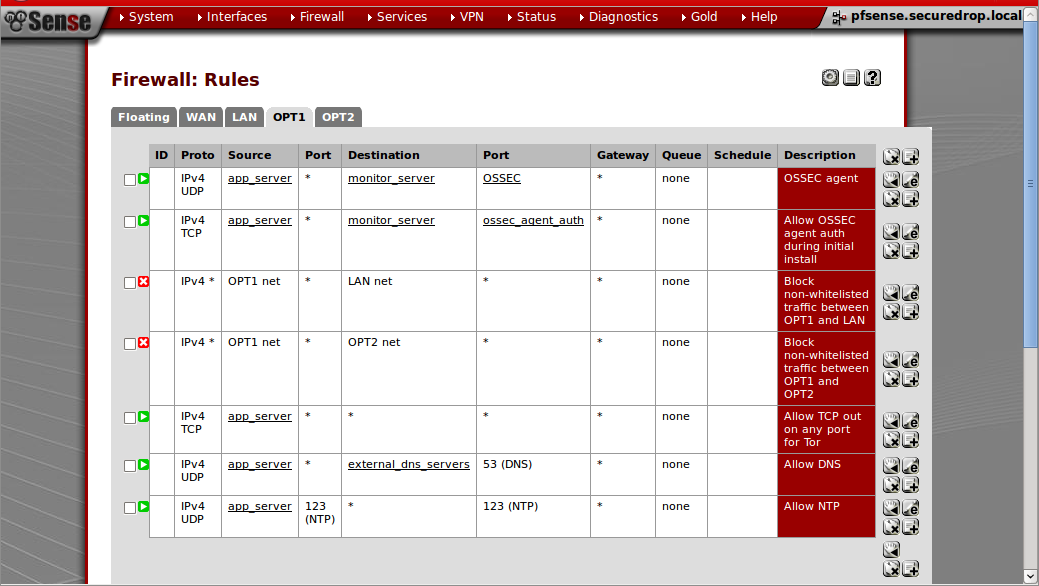 Sense System Interfaces Firewall Services VPN Status Diagnostics Gold Help pfsense.securedrop.local
Firewall: Rules
Floating WAN LAN OPT1 OPT2
ID Proto Source Port Destination Port Gateway Queue Schedule Description
IPv4 app_server * monitor_server OSSEC * none OSSEC agent
UDP
IPv4 app_server * monitor_server ossec_agent_auth * none Allow OSSEC
TCP agent auth
during initial
install
IPv4 * OPT1 net * LAN net * * none Block
non-whitelisted
traffic between
OPT1 and LAN
IPv4 * OPT1 net * OPT2 net * * none Block
non-whitelisted
traffic between
OPT1 and
OPT2
IPv4 app_server * * * * none Allow TCP out
TCP on any port
for Tor
IPv4 app_server * external_dns_servers 53 (DNS) * none Allow DNS
UDP
IPv4 app_server 123 * 123 (NTP) * none Allow NTP
UDP (NTP)